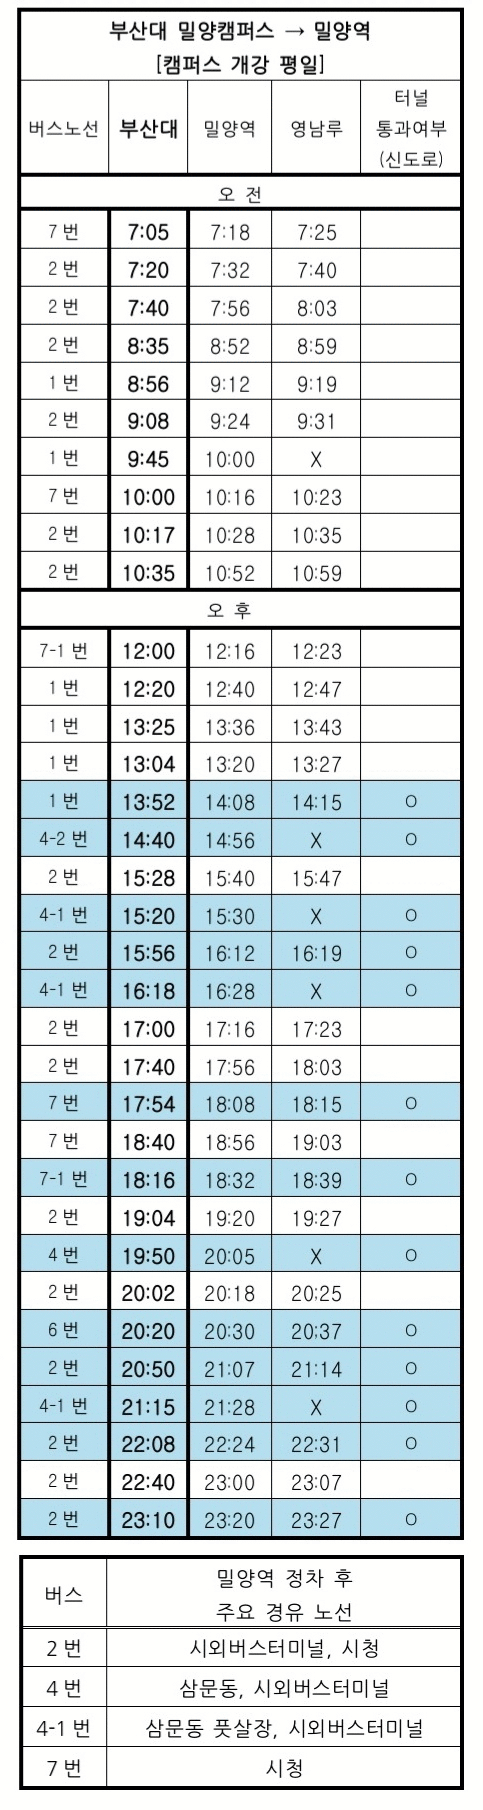 부산대 밀양캠퍼스 → 밀양역
[캠퍼스 개강 평일]
버스노선 부산대 밀양역 영남루 터널 통과여부 (신도로)
오 전
7 번 7:05 7:18 7:25
2 번 7:20 7:32 7:40
2 번 7:40 7:56 8:03
2 번 8:35 8:52 8:59
1 번 8:56 9:12 9:19
2 번 9:08 9:24 9:31
1 번 9:45 10:00 X
7 번 10:00 10:16 10:23
2 번 10:17 10:28 10:35
2 번 10:35 10:52 10:59
오 후
7-1 번 12:00 12:16 12:23
1 번 12:20 12:40 12:47
1 번 13:25 13:36 13:43
1 번 13:04 13:20 13:27
1 번 13:52 14:08 14:15 O
4-2 번 14:40 14:56 X O
2 번 15:28 15:40 15:47
4-1 번 15:20 15:30 X O
2 번 15:56 16:12 16:19 O
4-1 번 16:18 16:28 X O
2 번 17:00 17:16 17:23
2 번 17:40 17:56 18:03
7 번 17:54 18:08 18:15 O
7 번 18:40 18:56 19:03
7-1 번 18:16 18:32 18:39 O
2 번 19:04 19:20 19:27
4 번 19:50 20:05 X O
2 번 20:02 20:18 20;25
6 번 20:20 20:30 20;37 O
2 번 20:50 21:07 21:14 O
4-1 번 21:15 21:28 X O
2 번 22:08 22:24 22:31 O
2 번 22:40 23:00 23:07
2 번 23:10 23:20 23:27 O
버스 밀양역 정차 후 주요 경유 노선
2 번 시외버스터미널, 시청
4 번 삼문동, 시외버스터미널
4-1 번 삼문동 풋살장, 시외버스터미널
7 번 시청